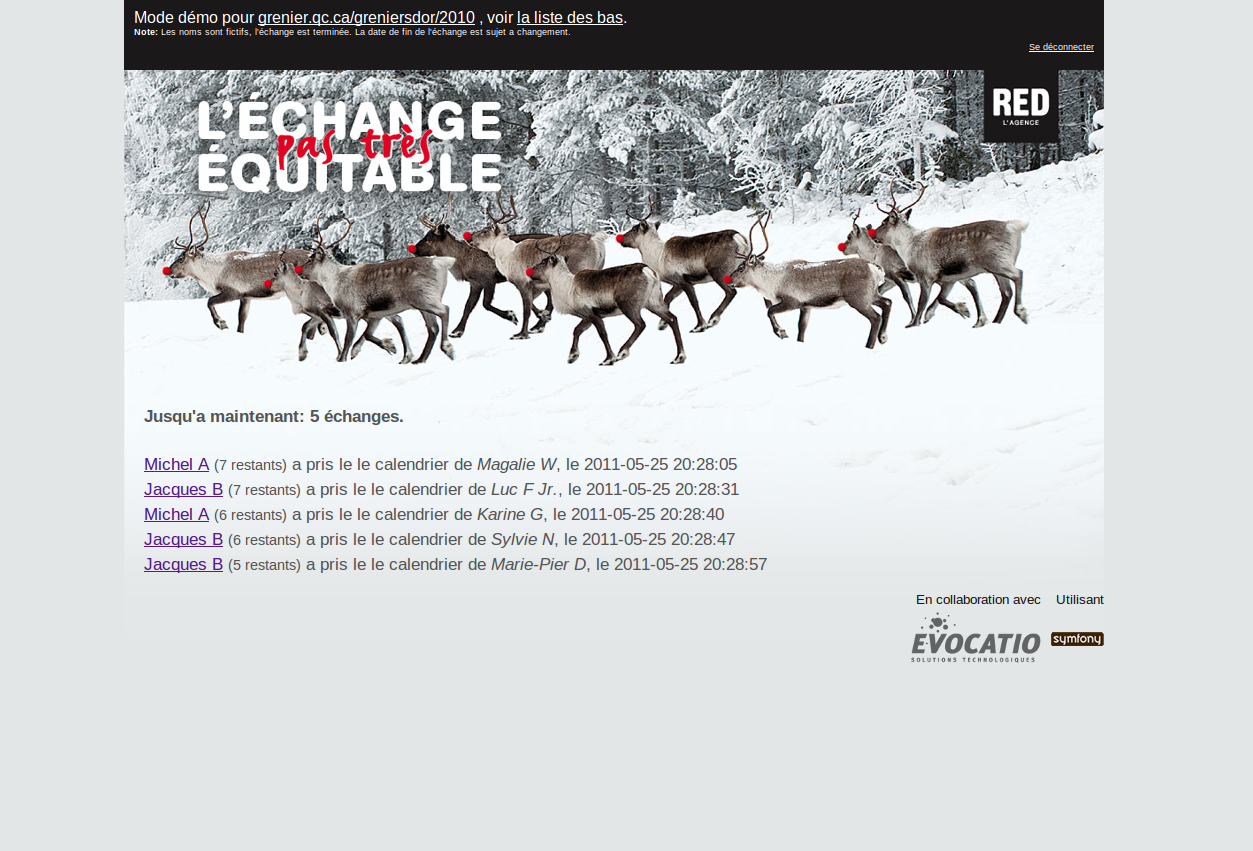 Mode démo pour grenier.qc.ca/greniersdor/2010 , voir la liste des bas.
Note: Les noms sont fictifs, l'échange est terminée. La date de fin de l'échange est sujet a changement.
Se déconnecter
L'ÉCHANGE
pas très
ÉQUITABLE
RED
L'AGENCE
Jusqu'a maintenant: 5 échanges.
Michel A (7 restants) a pris le le calendrier de Magalie W, le 2011-05-25 20:28:05
Jacques B (7 restants) a pris le le calendrier de Luc F Jr., le 2011-05-25 20:28:31
Michel A (6 restants) a pris le le calendrier de Karine G, le 2011-05-25 20:28:40
Jacques B (6 restants) a pris le le calendrier de Sylvie N, le 2011-05-25 20:28:47
Jacques B (5 restants) a pris le le calendrier de Marie-Pier D, le 2011-05-25 20:28:57
En collaboration avec
EVOCATIO
SOLUTIONS TECHNOLOGIQUES
Utilisant
symfony